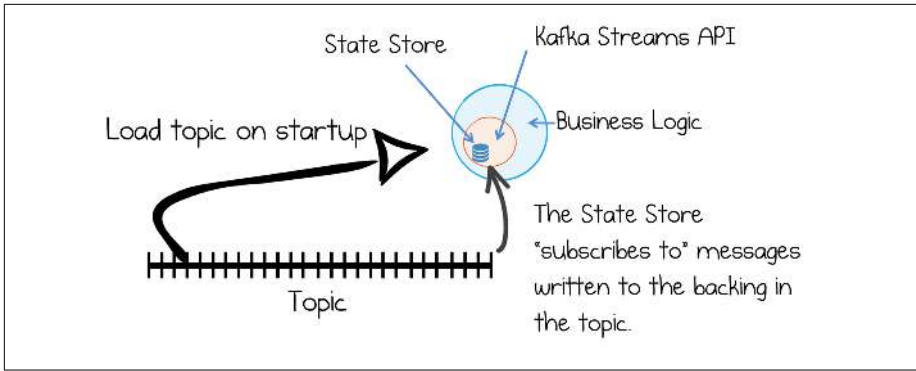 State Store
Kafka Streams API
Load topic on startup
Business Logic
The State Store
"subscribes to" messages
written to the backing in
the topic.
Topic